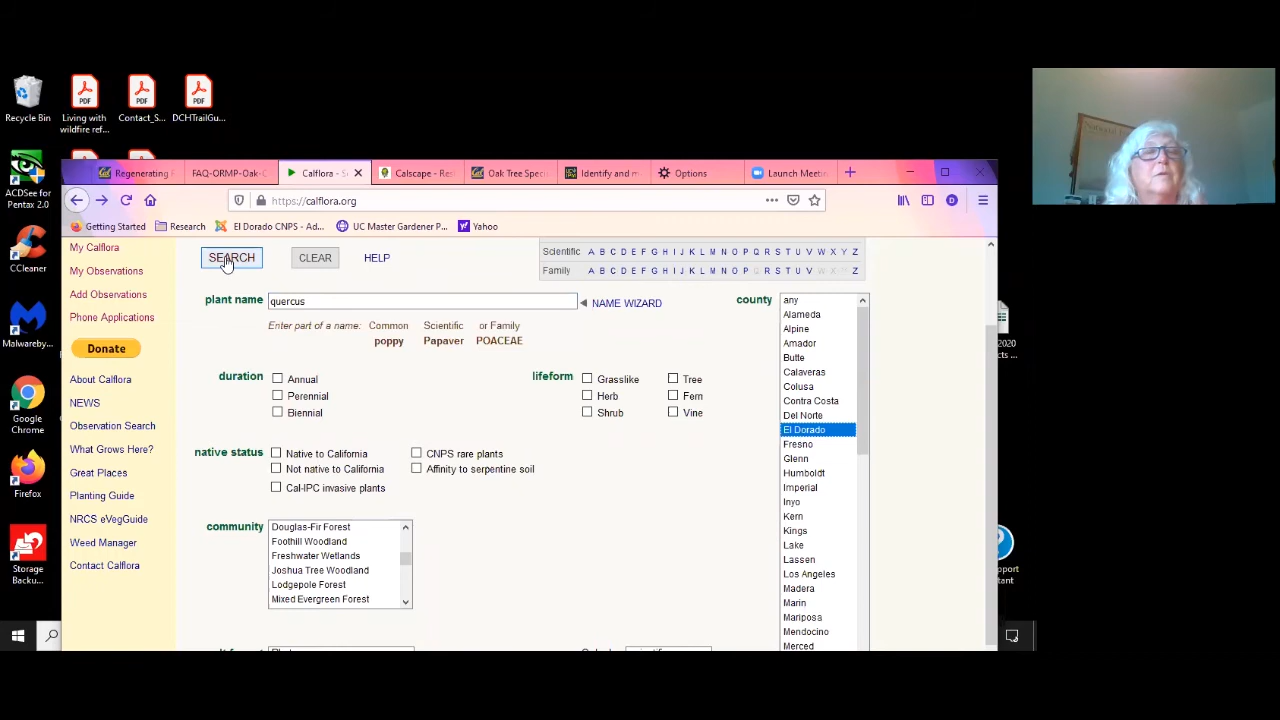 Recycle Bin
Living with
wildfire ref...
Contact_S...
DCHTrailGu...
ACDSee for
Pentax 2.0
CCleaner
Malwareby...
Google
Chrome
Firefox
Storage
Backu...
Regenerating
FAQ-ORMP-Oak-C
Calflora - S
Calscape - Res
Oak Tree Speci
Identify and m
Options
Launch Meeti
https://calflora.org
Getting Started
Research
El Dorado CNPS - Ad...
UC Master Gardener P...
Yahoo
My Calflora
My Observations
Add Observations
Phone Applications
Donate
About Calflora
NEWS
Observation Search
What Grows Here?
Great Places
Planting Guide
NRCS eVegGuide
Weed Manager
Contact Calflora
SEARCH
CLEAR
HELP
Scientific A B C D E F G H I J K L M N O P Q R S T U V W X Y Z
Family A B C D E F G H I J K L M N O P Q R S T U V W X Y Z
plant name quercus NAME WIZARD
Enter part of a name: Common Scientific or Family
poppy Papaver POACEAE
duration
Annual
Perennial
Biennial
lifeform
Grasslike
Herb
Shrub
Tree
Fern
Vine
native status
Native to California
Not native to California
Cal-IPC invasive plants
CNPS rare plants
Affinity to serpentine soil
community
Douglas-Fir Forest
Foothill Woodland
Freshwater Wetlands
Joshua Tree Woodland
Lodgepole Forest
Mixed Evergreen Forest
county
any
Alameda
Alpine
Amador
Butte
Calaveras
Colusa
Contra Costa
Del Norte
El Dorado
Fresno
Glenn
Humboldt
Imperial
Inyo
Kern
Kings
Lake
Lassen
Los Angeles
Madera
Marin
Mariposa
Mendocino
Merced
2020
cts ...
pport
tant